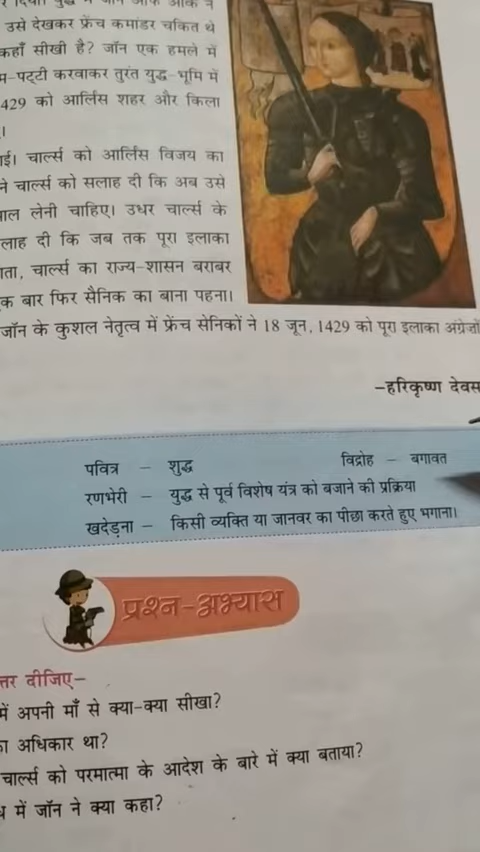 उसे देखकर फ्रेंच कमांडर चकित थे
कहाँ सीखी है? जॉन एक हमले में
म-पट्टी करवाकर तुरंत युद्ध-भूमि में
429 को आर्लिस शहर और किला
।
ई। चार्ल्स को आर्लिस विजय का
ने चार्ल्स को सलाह दी कि अब उसे
ाल लेनी चाहिए। उधर चार्ल्स के
लाह दी कि जब तक पूरा इलाका
ाता, चार्ल्स का राज्य-शासन बराबर
क बार फिर सैनिक का बाना पहना।
जॉन के कुशल नेतृत्व में फ्रेंच सेनिकों ने 18 जून, 1429 को पूरा इलाका अंग्रेजों
–हरिकृष्ण देवस
पवित्र – शुद्ध विद्रोह – बगावत
रणभेरी – युद्ध से पूर्व विशेष यंत्र को बजाने की प्रक्रिया
खदेड़ना – किसी व्यक्ति या जानवर का पीछा करते हुए भगाना।
प्रश्न-अभ्यास
त्तर दीजिए–
में अपनी माँ से क्या-क्या सीखा?
ा अधिकार था?
चार्ल्स को परमात्मा के आदेश के बारे में क्या बताया?
में जॉन ने क्या कहा?